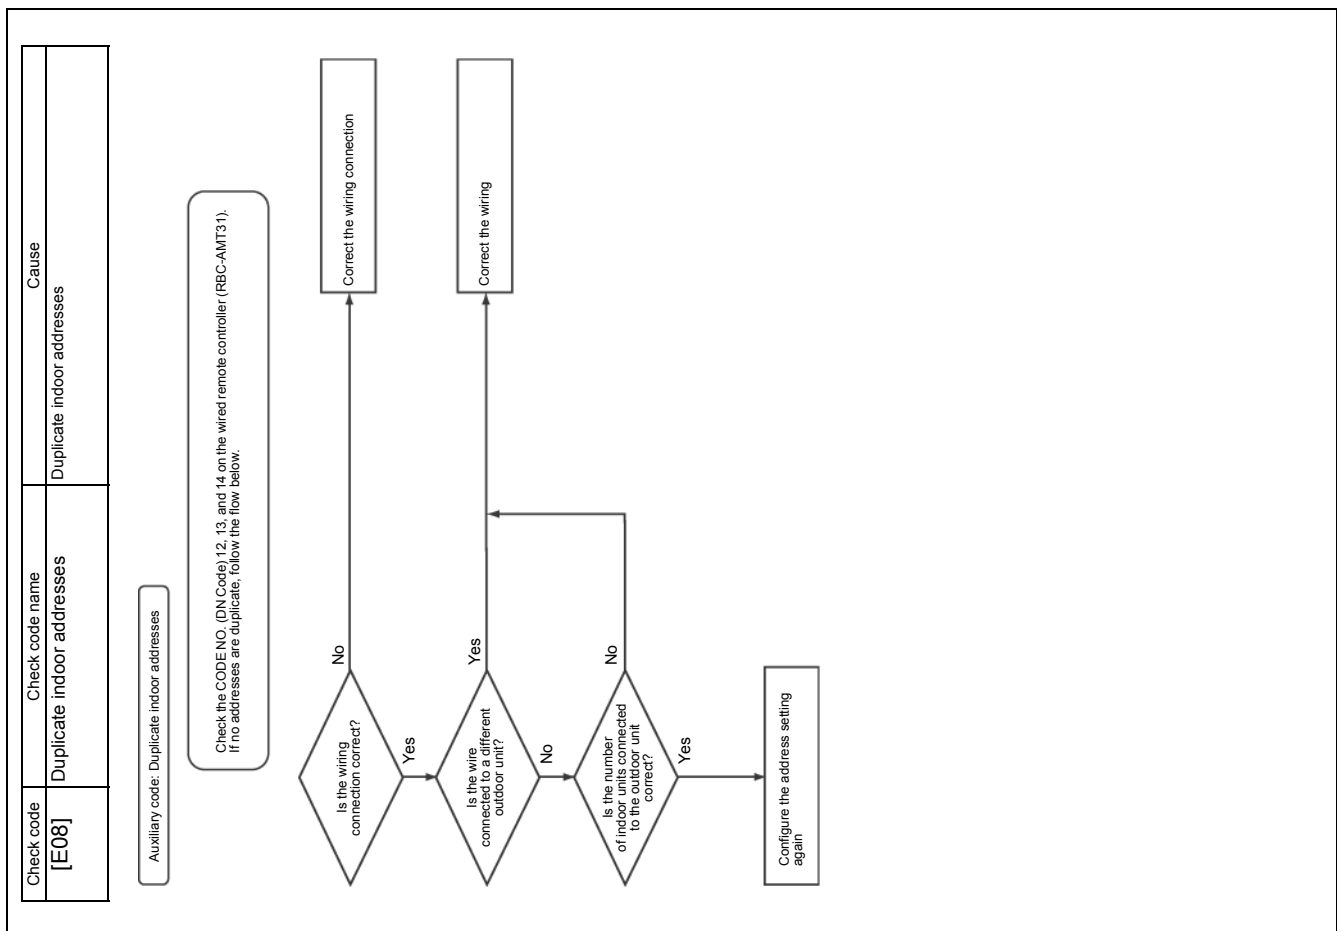 Check code
Check code name
Cause
[E08]
Duplicate indoor addresses
Duplicate indoor addresses
Auxiliary code: Duplicate indoor addresses
Check the CODE NO. (DN Code) 12, 13, and 14 on the wired remote controller (RBC-AMT31).
If no addresses are duplicate, follow the flow below.
Is the wiring
connection correct?
No
Correct the wiring connection
Yes
Is the wire
connected to a different
outdoor unit?
Yes
Correct the wiring
No
Is the number
of indoor units connected
to the outdoor unit
correct?
No
Yes
Configure the address setting
again